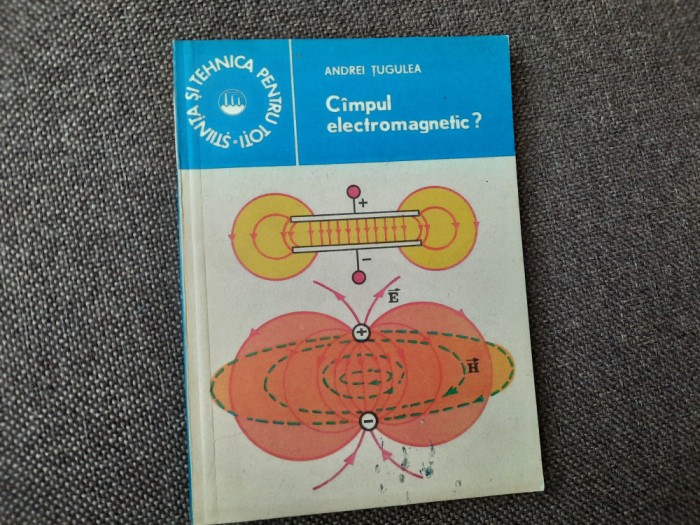 ȘTIINȚA ȘI TEHNICA PENTRU TOȚI
ANDREI ȚUGULEA
Cîmpul
electromagnetic?
+
−
E
+
H
−